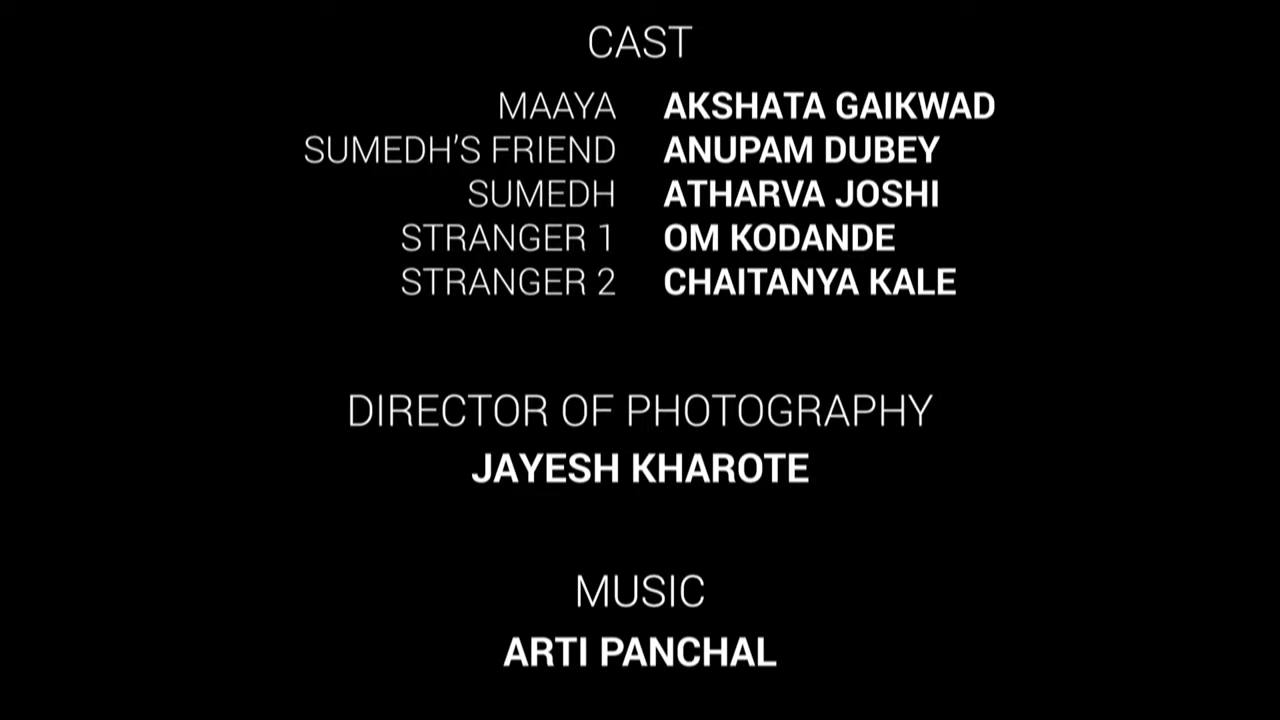 CAST
MAAYA AKSHATA GAIKWAD
SUMEDH'S FRIEND ANUPAM DUBEY
SUMEDH ATHARVA JOSHI
STRANGER 1 OM KODANDE
STRANGER 2 CHAITANYA KALE
DIRECTOR OF PHOTOGRAPHY
JAYESH KHAROTE
MUSIC
ARTI PANCHAL